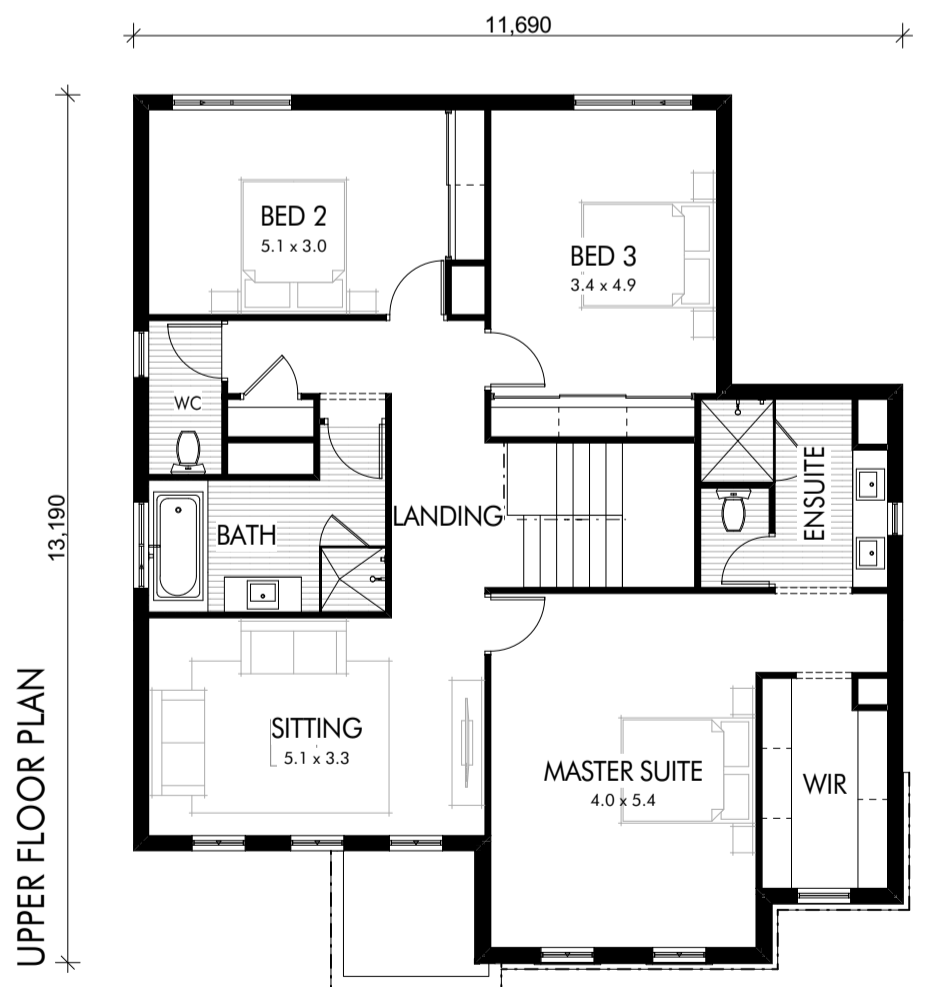 11,690
13,190
UPPER FLOOR PLAN
BED 2
5.1 x 3.0
BED 3
3.4 x 4.9
WC
BATH
LANDING
ENSUITE
SITTING
5.1 x 3.3
MASTER SUITE
4.0 x 5.4
WIR